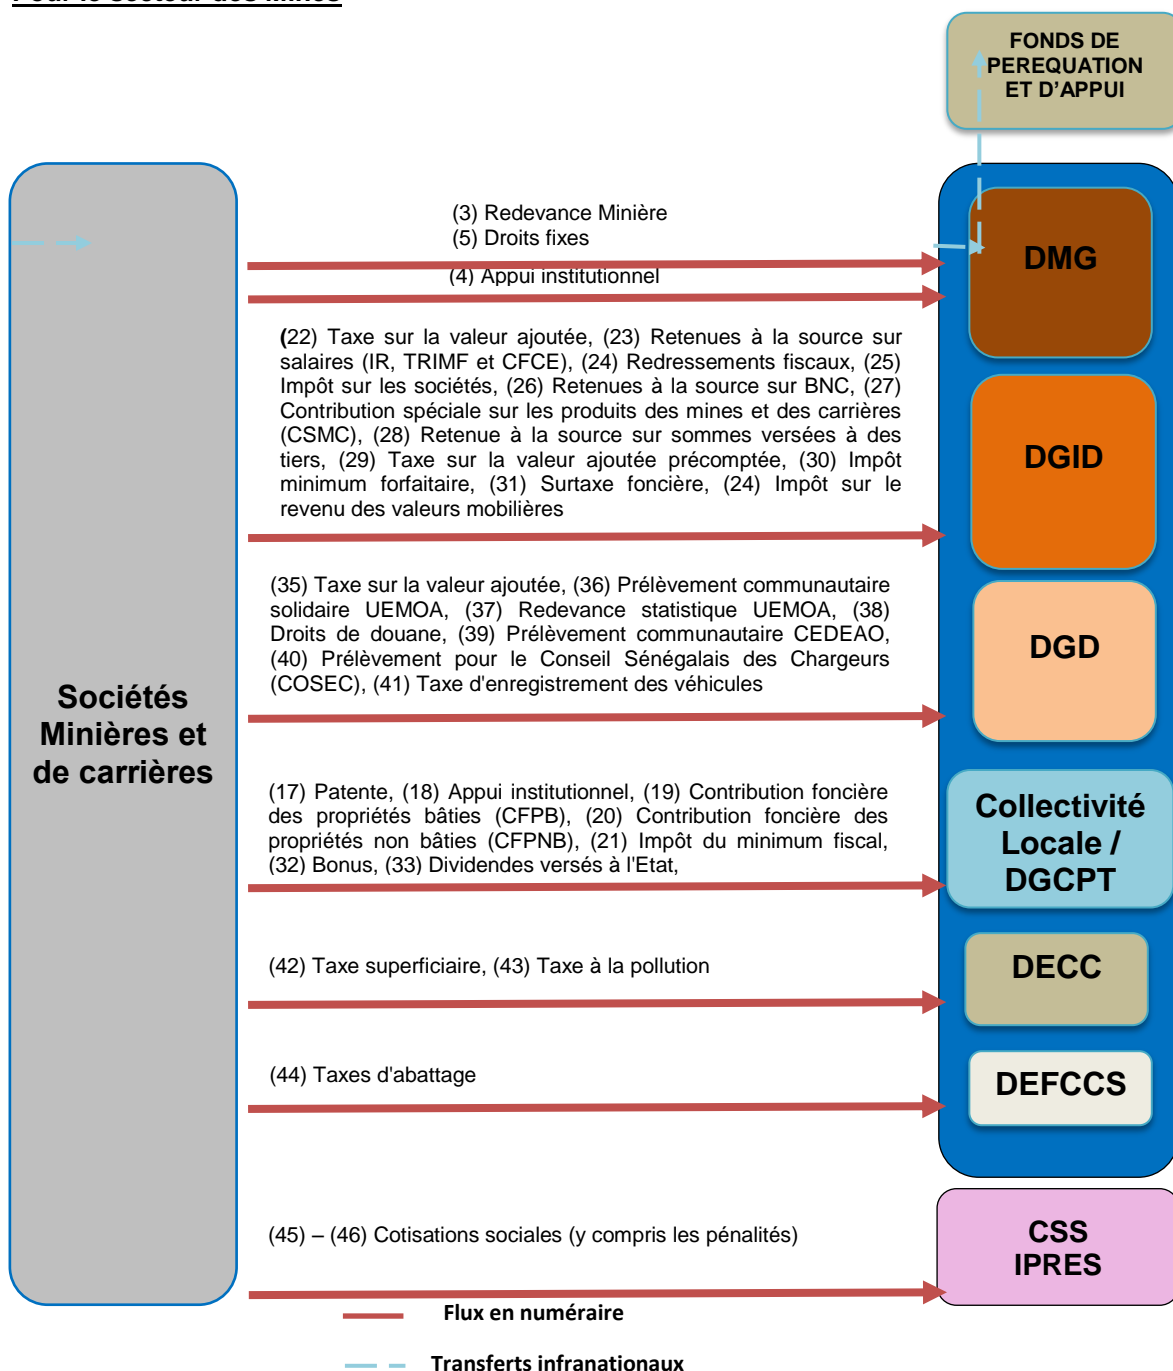 Pour le secteur des Mines
FONDS DE
PEREQUATION
ET D'APPUI
(3) Redevance Minière
(5) Droits fixes
(4) Appui institutionnel
DMG
(22) Taxe sur la valeur ajoutée, (23) Retenues à la source sur
salaires (IR, TRIMF et CFCE), (24) Redressements fiscaux, (25)
Impôt sur les sociétés, (26) Retenues à la source sur BNC, (27)
Contribution spéciale sur les produits des mines et des carrières
(CSMC), (28) Retenue à la source sur sommes versées à des
tiers, (29) Taxe sur la valeur ajoutée précomptée, (30) Impôt
minimum forfaitaire, (31) Surtaxe foncière, (24) Impôt sur le
revenu des valeurs mobilières
DGID
(35) Taxe sur la valeur ajoutée, (36) Prélèvement communautaire
solidaire UEMOA, (37) Redevance statistique UEMOA, (38)
Droits de douane, (39) Prélèvement communautaire CEDEAO,
(40) Prélèvement pour le Conseil Sénégalais des Chargeurs
(COSEC), (41) Taxe d'enregistrement des véhicules
DGD
Sociétés
Minières et
de carrières
(17) Patente, (18) Appui institutionnel, (19) Contribution foncière
des propriétés bâties (CFPB), (20) Contribution foncière des
propriétés non bâties (CFPNB), (21) Impôt du minimum fiscal,
(32) Bonus, (33) Dividendes versés à l'Etat,
Collectivité
Locale /
DGCPT
(42) Taxe superficiaire, (43) Taxe à la pollution
DECC
(44) Taxes d'abattage
DEFCCS
(45) – (46) Cotisations sociales (y compris les pénalités)
CSS
IPRES
Flux en numéraire
Transferts infranationaux